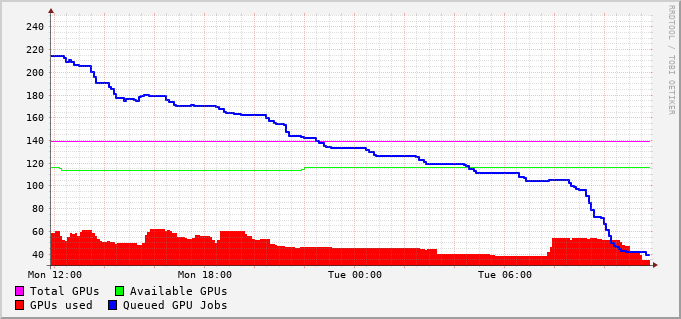 RRDTOOL / TOBI OETIKER
240
220
200
180
160
140
120
100
80
60
40
Mon 12:00 Mon 18:00 Tue 00:00 Tue 06:00
Total GPUs Available GPUs
GPUs used Queued GPU Jobs